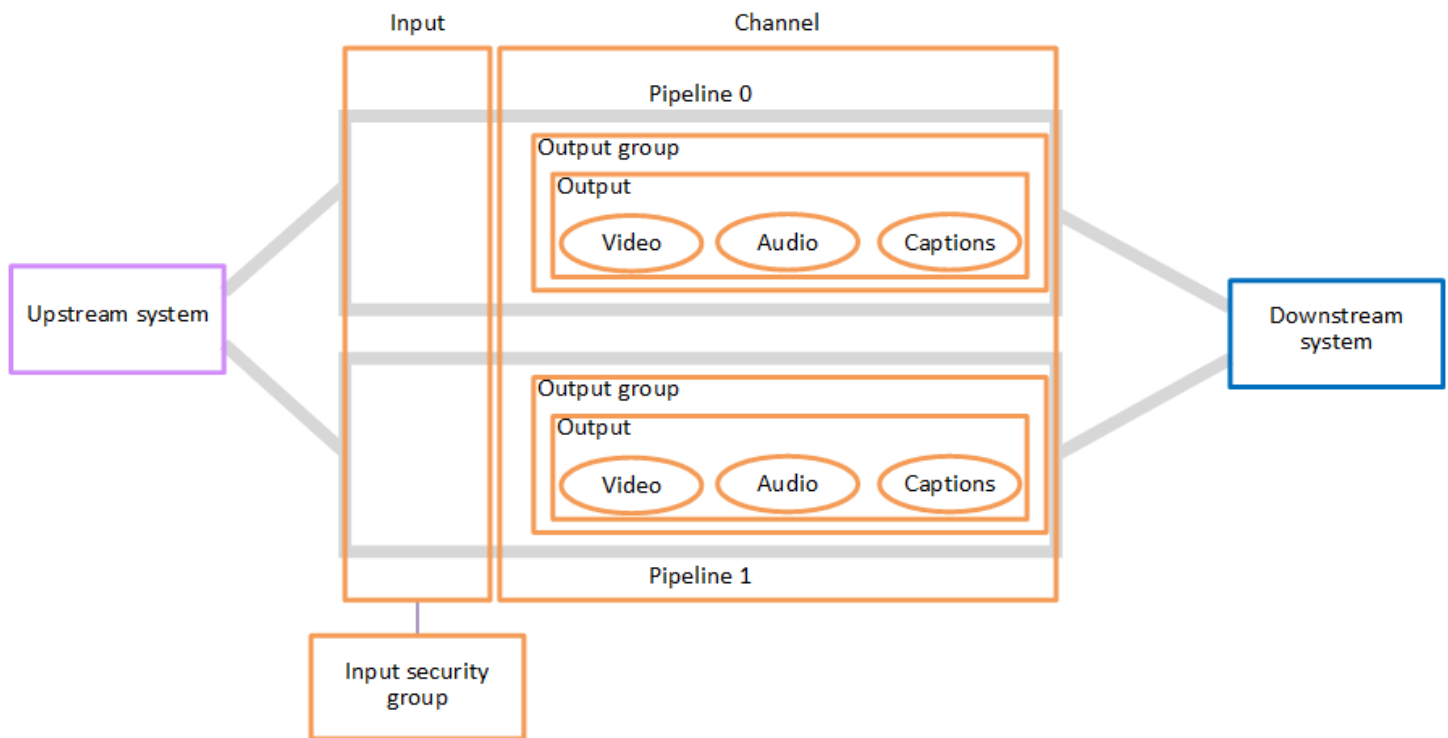 Input
Channel
Pipeline 0
Output group
Output
Video
Audio
Captions
Upstream system
Downstream
system
Output group
Output
Video
Audio
Captions
Pipeline 1
Input security
group